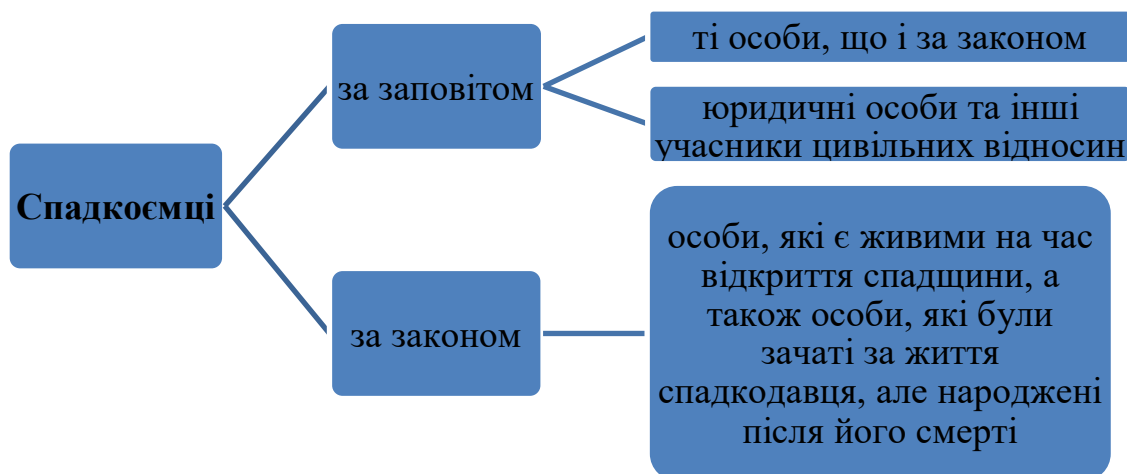 Спадкоємці
за заповітом
ті особи, що і за законом
юридичні особи та інші
учасники цивільних відносин
за законом
особи, які є живими на час
відкриття спадщини, а
також особи, які були
зачаті за життя
спадкодавця, але народжені
після його смерті